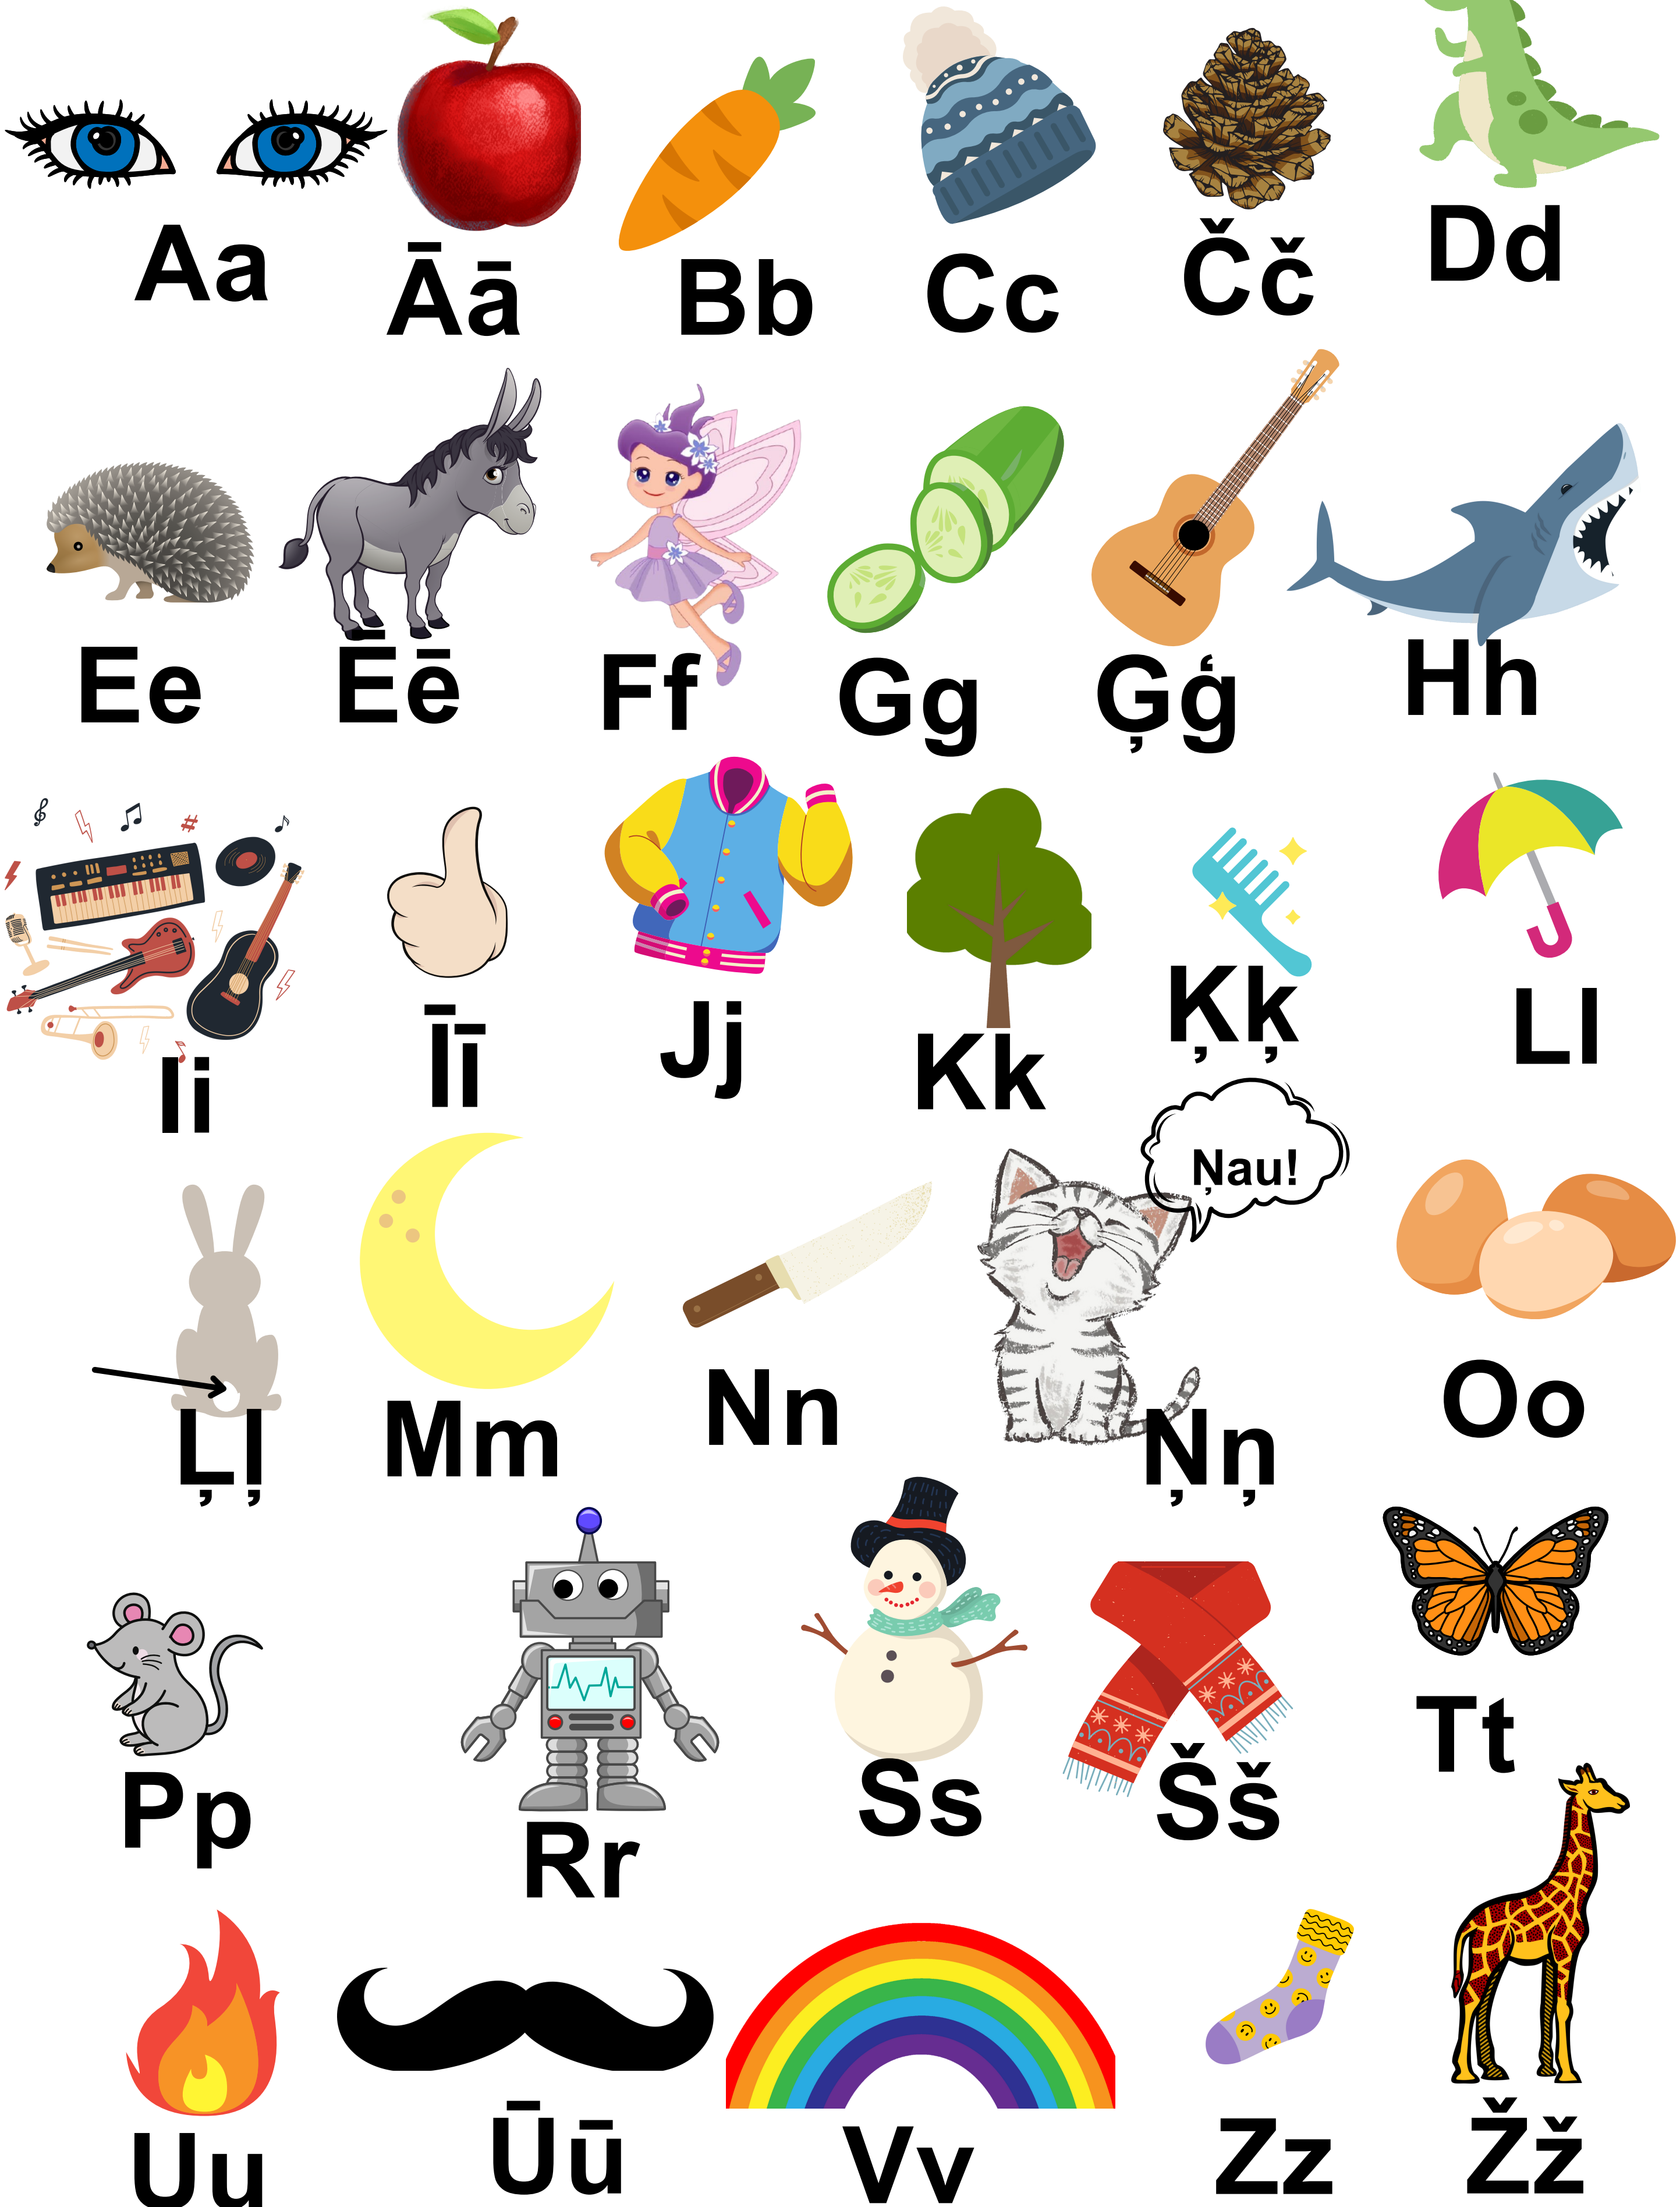 Aa Āā Bb Cc Čč Dd
Ee Ēē Ff Gg Ģģ Hh
Ii Īī Jj Kk Ķķ Ll
Ņau!
Ļļ Mm Nn Ņņ Oo
Pp Rr Ss Šš Tt
Uu Ūū Vv Zz Žž